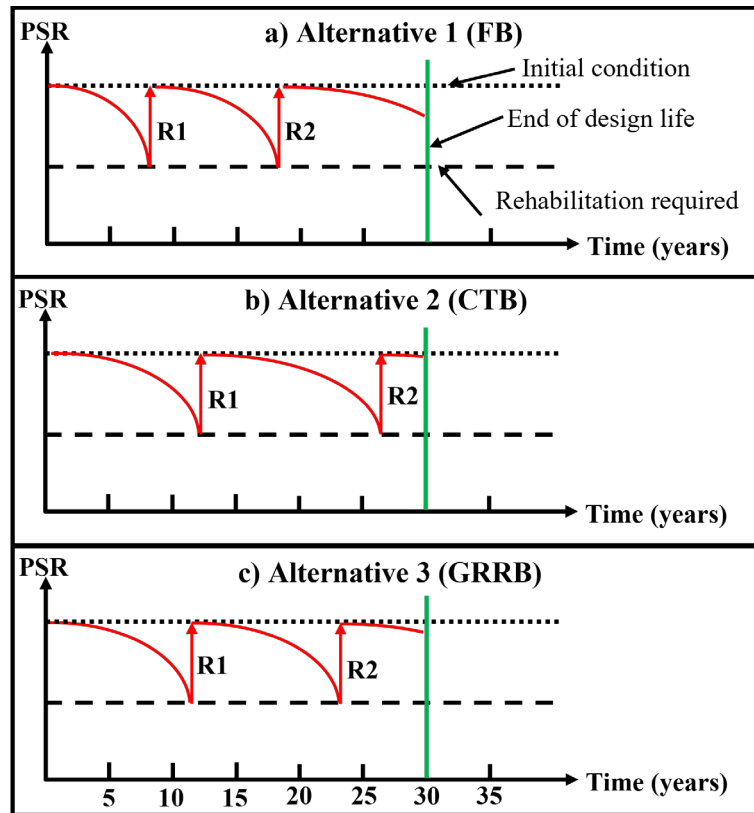 PSR
a) Alternative 1 (FB)
Initial condition
R1
R2
End of design life
Rehabilitation required
Time (years)
PSR
b) Alternative 2 (CTB)
R1
R2
Time (years)
PSR
c) Alternative 3 (GRRB)
R1
R2
Time (years)
5 10 15 20 25 30 35